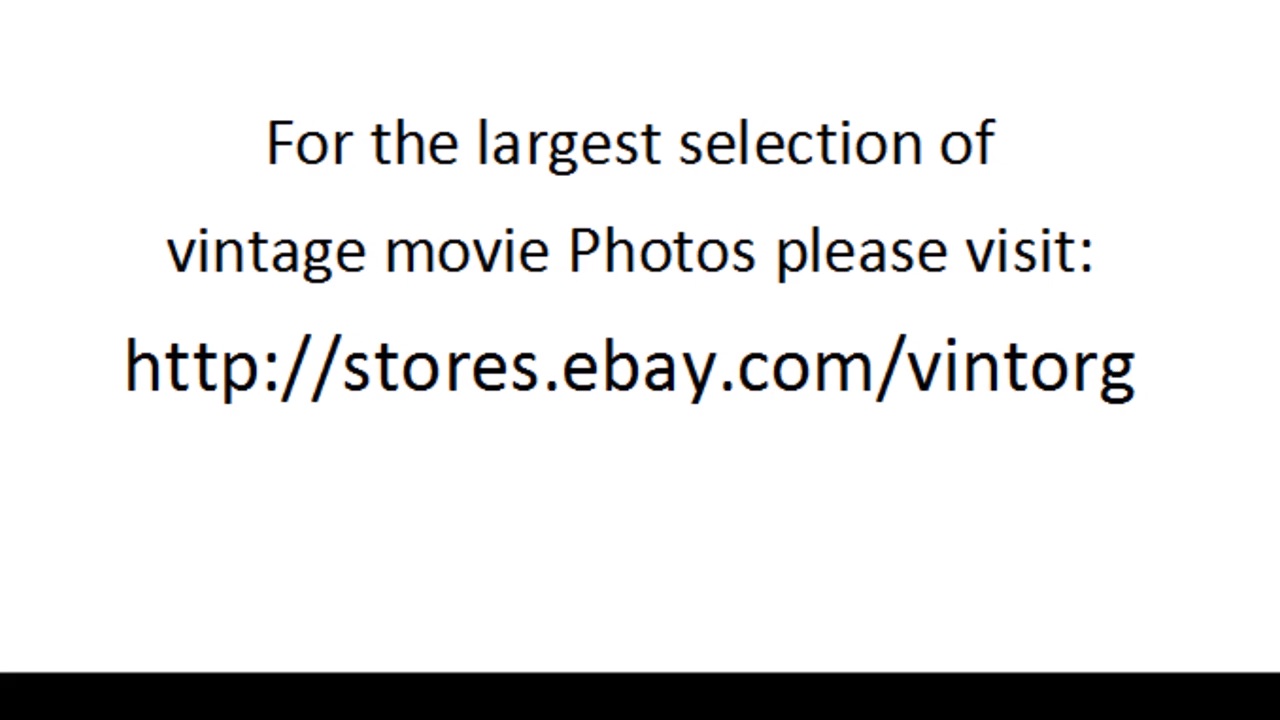 For the largest selection of
vintage movie Photos please visit:
http://stores.ebay.com/vintorg